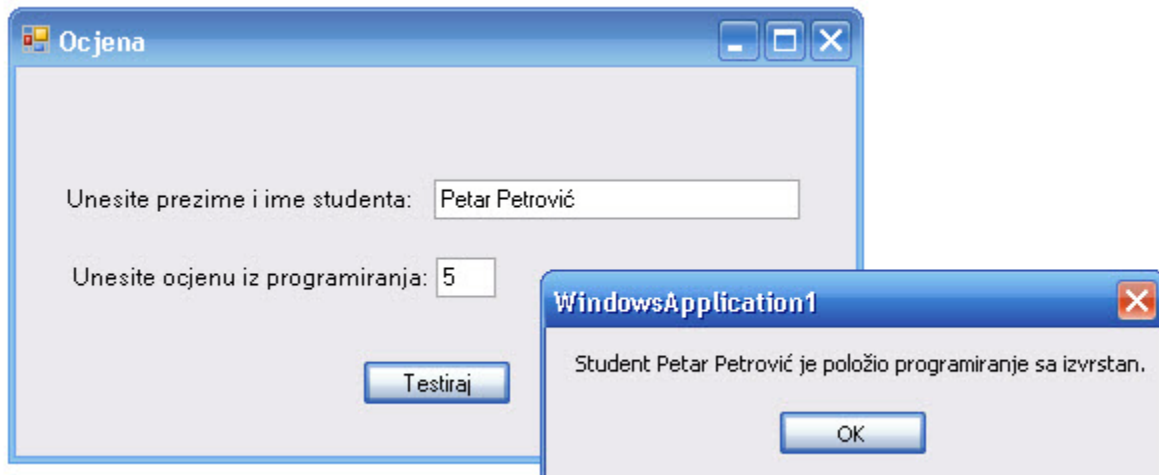 Ocjena
Unesite prezime i ime studenta: Petar Petrović
Unesite ocjenu iz programiranja: 5
Testiraj
WindowsApplication1
Student Petar Petrović je položio programiranje sa izvrstan.
OK